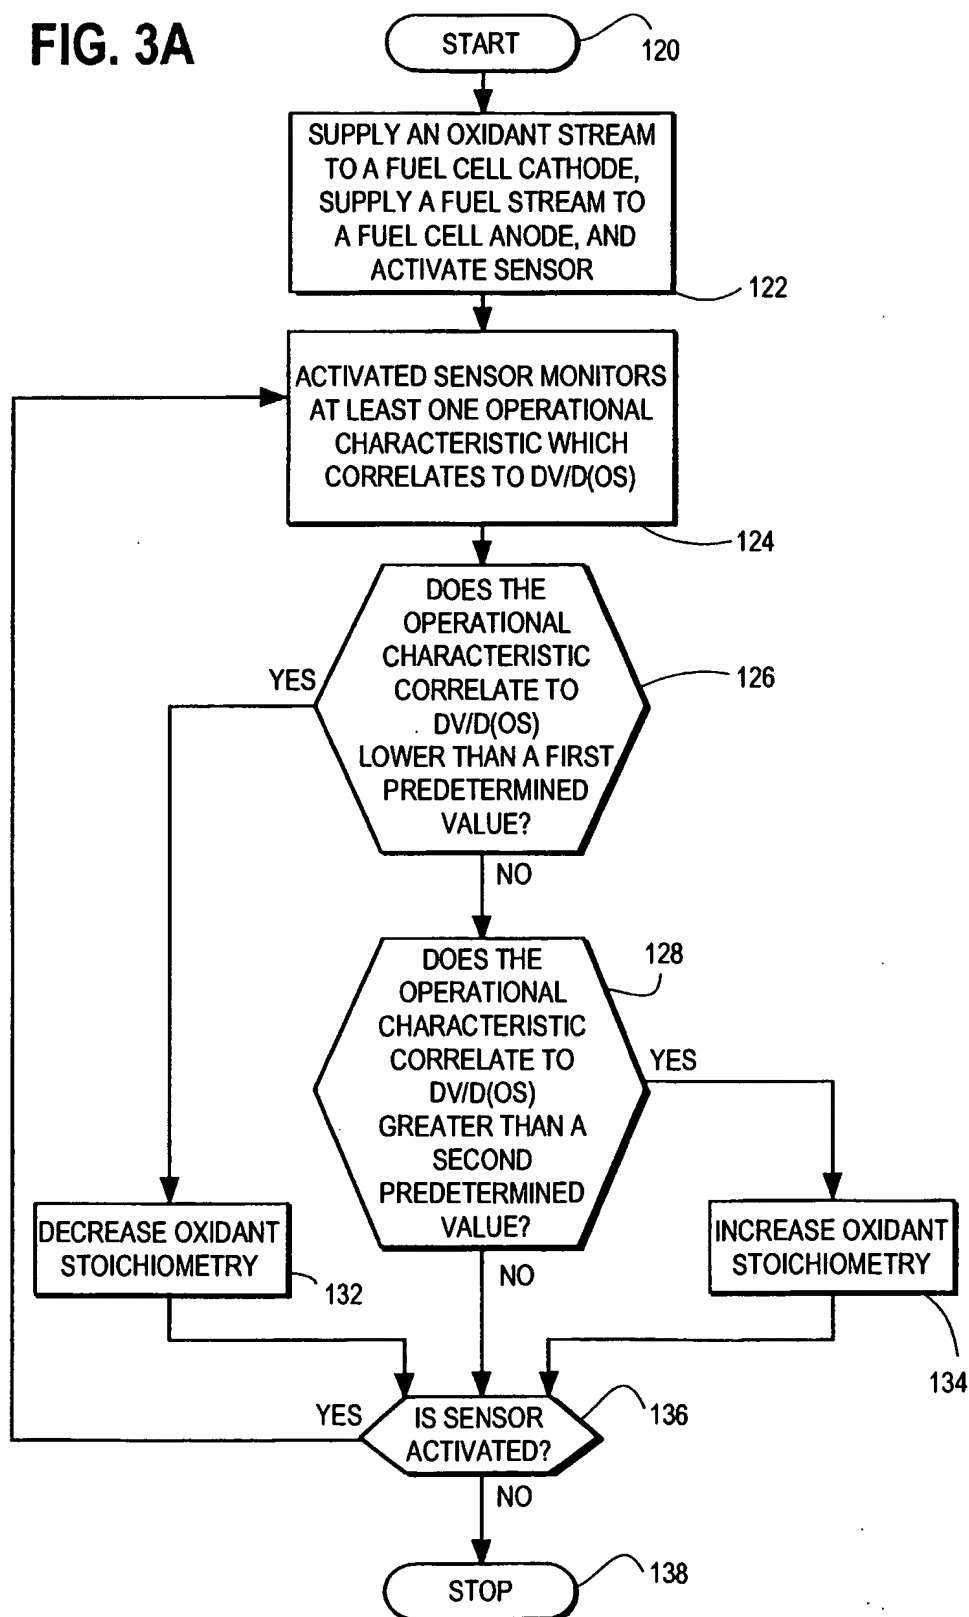 FIG. 3A
START
120
SUPPLY AN OXIDANT STREAM
TO A FUEL CELL CATHODE,
SUPPLY A FUEL STREAM TO
A FUEL CELL ANODE, AND
ACTIVATE SENSOR
122
ACTIVATED SENSOR MONITORS
AT LEAST ONE OPERATIONAL
CHARACTERISTIC WHICH
CORRELATES TO DV/D(OS)
124
DOES THE
OPERATIONAL
CHARACTERISTIC
CORRELATE TO
DV/D(OS)
LOWER THAN A FIRST
PREDETERMINED
VALUE?
126
YES
NO
DOES THE
OPERATIONAL
CHARACTERISTIC
CORRELATE TO
DV/D(OS)
GREATER THAN A
SECOND
PREDETERMINED
VALUE?
128
YES
NO
DECREASE OXIDANT
STOICHIOMETRY
132
INCREASE OXIDANT
STOICHIOMETRY
134
IS SENSOR
ACTIVATED?
136
YES
NO
STOP
138